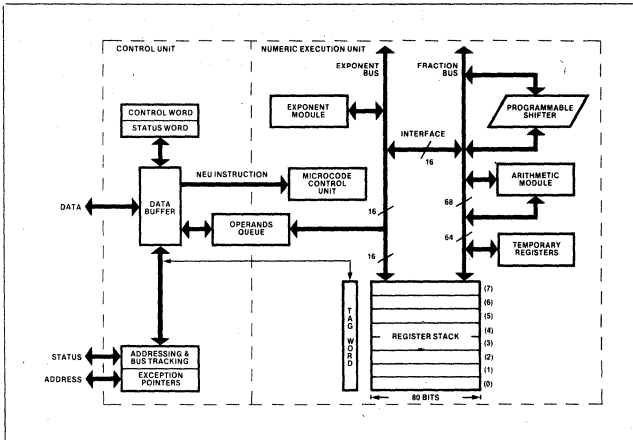 CONTROL UNIT
NUMERIC EXECUTION UNIT
EXPONENT
BUS
FRACTION
BUS
CONTROL WORD
STATUS WORD
EXPONENT
MODULE
PROGRAMMABLE
SHIFTER
INTERFACE
16
NEU INSTRUCTION
MICROCODE
CONTROL
UNIT
ARITHMETIC
MODULE
DATA
DATA
BUFFER
OPERANDS
QUEUE
16
68
64
TEMPORARY
REGISTERS
16
TAG WORD
REGISTER STACK
(7)
(6)
(5)
(4)
(3)
(2)
(1)
(0)
STATUS
ADDRESS
ADDRESSING &
BUS TRACKING
EXCEPTION
POINTERS
80 BITS